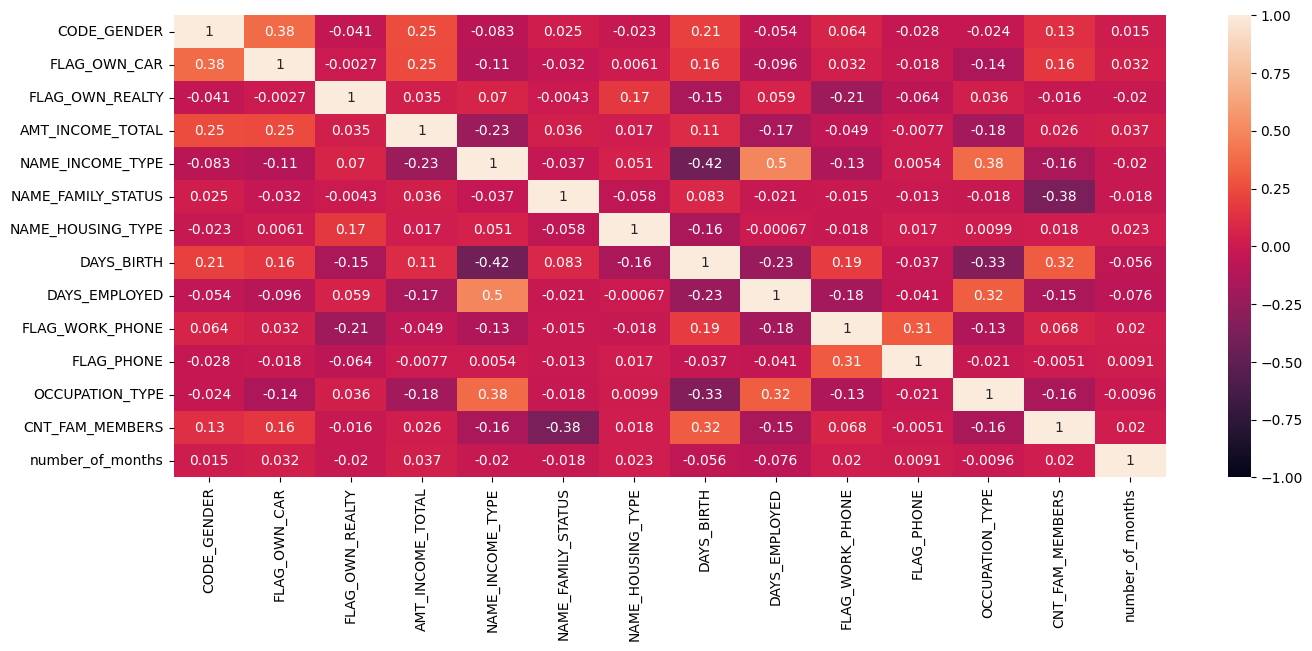 CODE_GENDER 1 0.38 -0.041 0.25 -0.083 0.025 -0.023 0.21 -0.054 0.064 -0.028 -0.024 0.13 0.015
FLAG_OWN_CAR 0.38 1 -0.0027 0.25 -0.11 -0.032 0.0061 0.16 -0.096 0.032 -0.018 -0.14 0.16 0.032
FLAG_OWN_REALTY -0.041 -0.0027 1 0.035 0.07 -0.0043 0.17 -0.15 0.059 -0.21 -0.064 0.036 -0.016 -0.02
AMT_INCOME_TOTAL 0.25 0.25 0.035 1 -0.23 0.036 0.017 0.11 -0.17 -0.049 -0.0077 -0.18 0.026 0.037
NAME_INCOME_TYPE -0.083 -0.11 0.07 -0.23 1 -0.037 0.051 -0.42 0.5 -0.13 0.0054 0.38 -0.16 -0.02
NAME_FAMILY_STATUS 0.025 -0.032 -0.0043 0.036 -0.037 1 -0.058 0.083 -0.021 -0.015 -0.013 -0.018 -0.38 -0.018
NAME_HOUSING_TYPE -0.023 0.0061 0.17 0.017 0.051 -0.058 1 -0.16 -0.00067 -0.018 0.017 0.0099 0.018 0.023
DAYS_BIRTH 0.21 0.16 -0.15 0.11 -0.42 0.083 -0.16 1 -0.23 0.19 -0.037 -0.33 0.32 -0.056
DAYS_EMPLOYED -0.054 -0.096 0.059 -0.17 0.5 -0.021 -0.00067 -0.23 1 -0.18 -0.041 0.32 -0.15 -0.076
FLAG_WORK_PHONE 0.064 0.032 -0.21 -0.049 -0.13 -0.015 -0.018 0.19 -0.18 1 0.31 -0.13 0.068 0.02
FLAG_PHONE -0.028 -0.018 -0.064 -0.0077 0.0054 -0.013 0.017 -0.037 -0.041 0.31 1 -0.021 -0.0051 0.0091
OCCUPATION_TYPE -0.024 -0.14 0.036 -0.18 0.38 -0.018 0.0099 -0.33 0.32 -0.13 -0.021 1 -0.16 -0.0096
CNT_FAM_MEMBERS 0.13 0.16 -0.016 0.026 -0.16 -0.38 0.018 0.32 -0.15 0.068 -0.0051 -0.16 1 0.02
number_of_months 0.015 0.032 -0.02 0.037 -0.02 -0.018 0.023 -0.056 -0.076 0.02 0.0091 -0.0096 0.02 1
CODE_GENDER
FLAG_OWN_CAR
FLAG_OWN_REALTY
AMT_INCOME_TOTAL
NAME_INCOME_TYPE
NAME_FAMILY_STATUS
NAME_HOUSING_TYPE
DAYS_BIRTH
DAYS_EMPLOYED
FLAG_WORK_PHONE
FLAG_PHONE
OCCUPATION_TYPE
CNT_FAM_MEMBERS
number_of_months
1.00
0.75
0.50
0.25
0.00
−0.25
−0.50
−0.75
−1.00